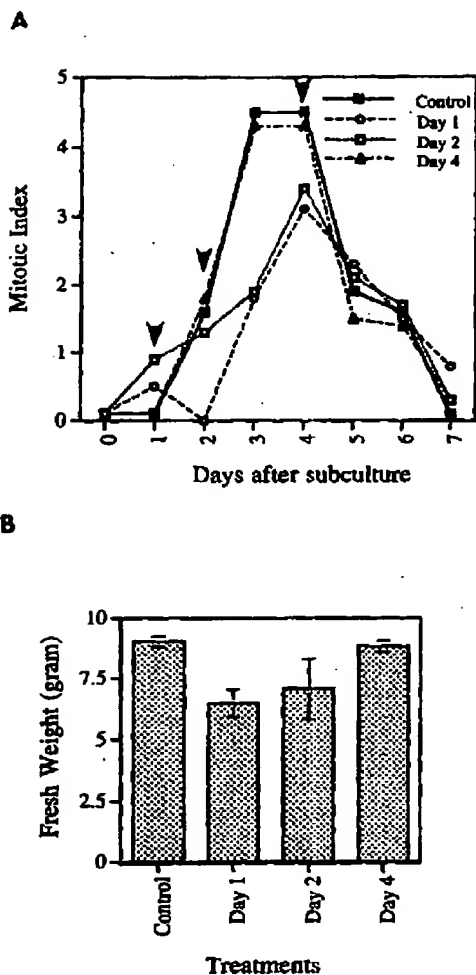 A
5
4
3
2
1
0
Mitotic Index
Control
Day 1
Day 2
Day 4
0 1 2 3 4 5 6 7
Days after subculture
B
10
7.5
5
2.5
0
Fresh Weight (gram)
Control
Day 1
Day 2
Day 4
Treatments